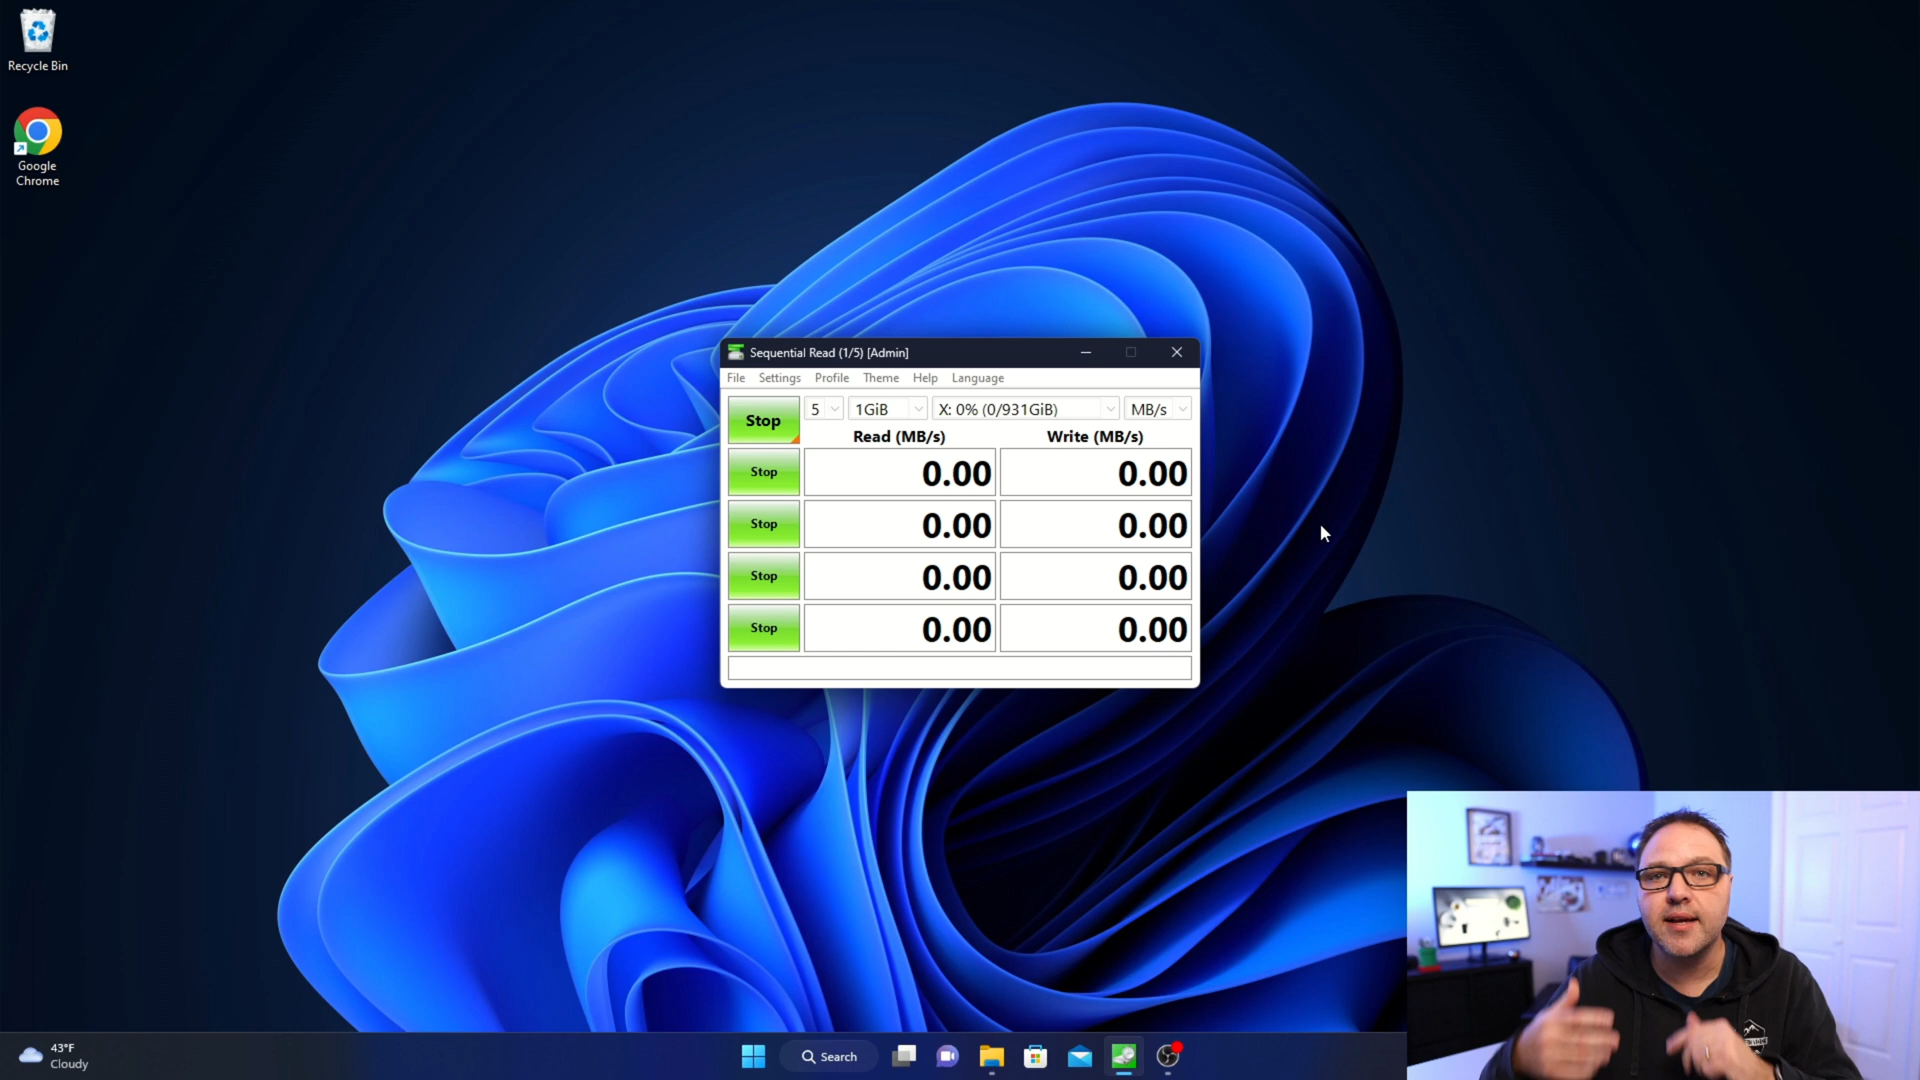 Recycle Bin
Google
Chrome
Sequential Read (1/5) [Admin]
File Settings Profile Theme Help Language
Stop 5 1GiB X: 0% (0/931GiB) MB/s
Read (MB/s) Write (MB/s)
Stop 0.00 0.00
Stop 0.00 0.00
Stop 0.00 0.00
Stop 0.00 0.00
43°F
Cloudy
Search